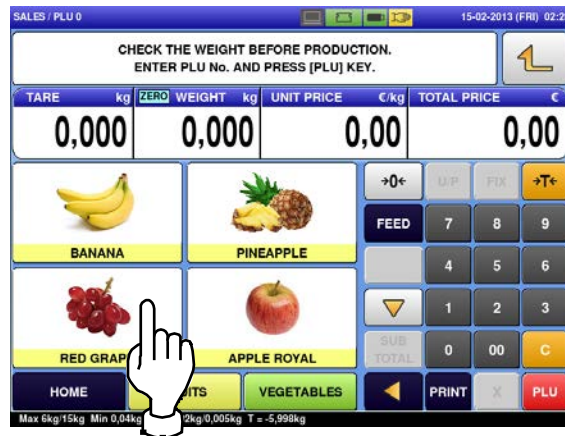 SALES / PLU 0
15-02-2013 (FRI) 02:2
CHECK THE WEIGHT BEFORE PRODUCTION.
ENTER PLU No. AND PRESS [PLU] KEY.
TARE kg ZERO WEIGHT kg UNIT PRICE €/kg TOTAL PRICE €
0,000 0,000 0,00 0,00
→0← U/P FIX →T←
FEED 7 8 9
BANANA PINEAPPLE
4 5 6
1 2 3
SUB TOTAL 0 00 C
RED GRAP APPLE ROYAL
HOME UITS VEGETABLES PRINT X PLU
Max 6kg/15kg Min 0,04kg 2kg/0,005kg T = -5,998kg